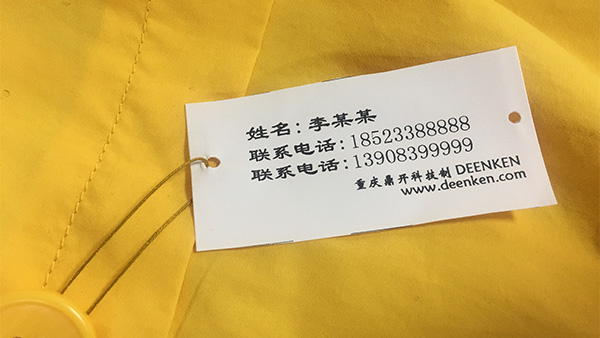 姓名:李某某
联系电话:18523388888
联系电话:13908399999
重庆鼎开科技制 DEENKEN
www.deenken.com